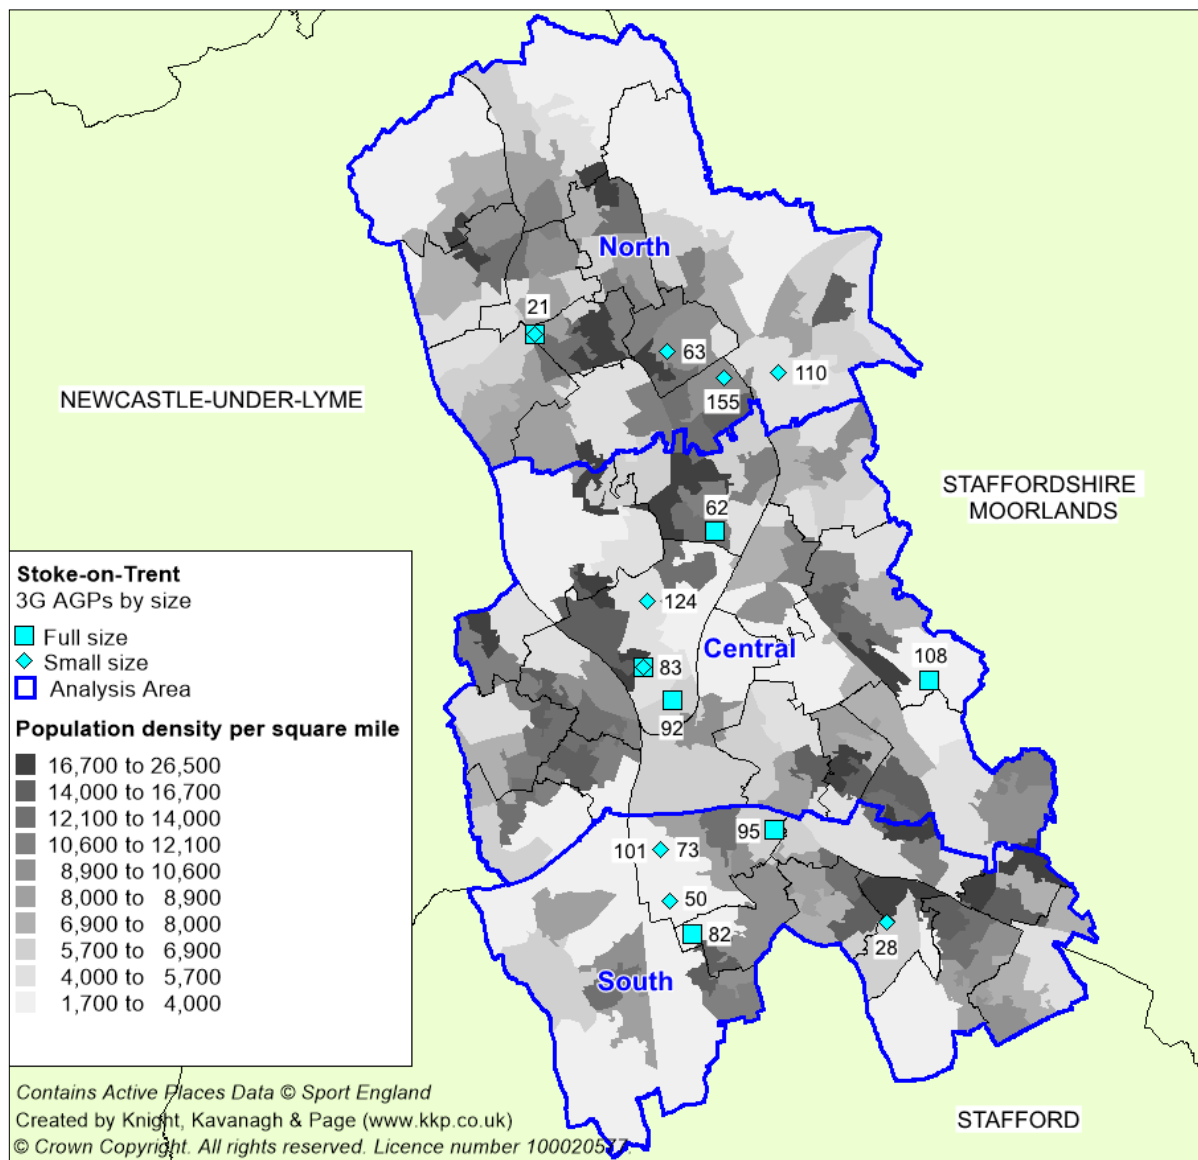 North
21
63
110
155
NEWCASTLE-UNDER-LYME
STAFFORDSHIRE
MOORLANDS
62
124
Central
83
108
92
95
101
73
50
82
28
South
STAFFORD
Stoke-on-Trent
3G AGPs by size
Full size
Small size
Analysis Area
Population density per square mile
16,700 to 26,500
14,000 to 16,700
12,100 to 14,000
10,600 to 12,100
8,900 to 10,600
8,000 to 8,900
6,900 to 8,000
5,700 to 6,900
4,000 to 5,700
1,700 to 4,000
Contains Active Places Data © Sport England
Created by Knight, Kavanagh & Page (www.kkp.co.uk)
© Crown Copyright. All rights reserved. Licence number 100020577.